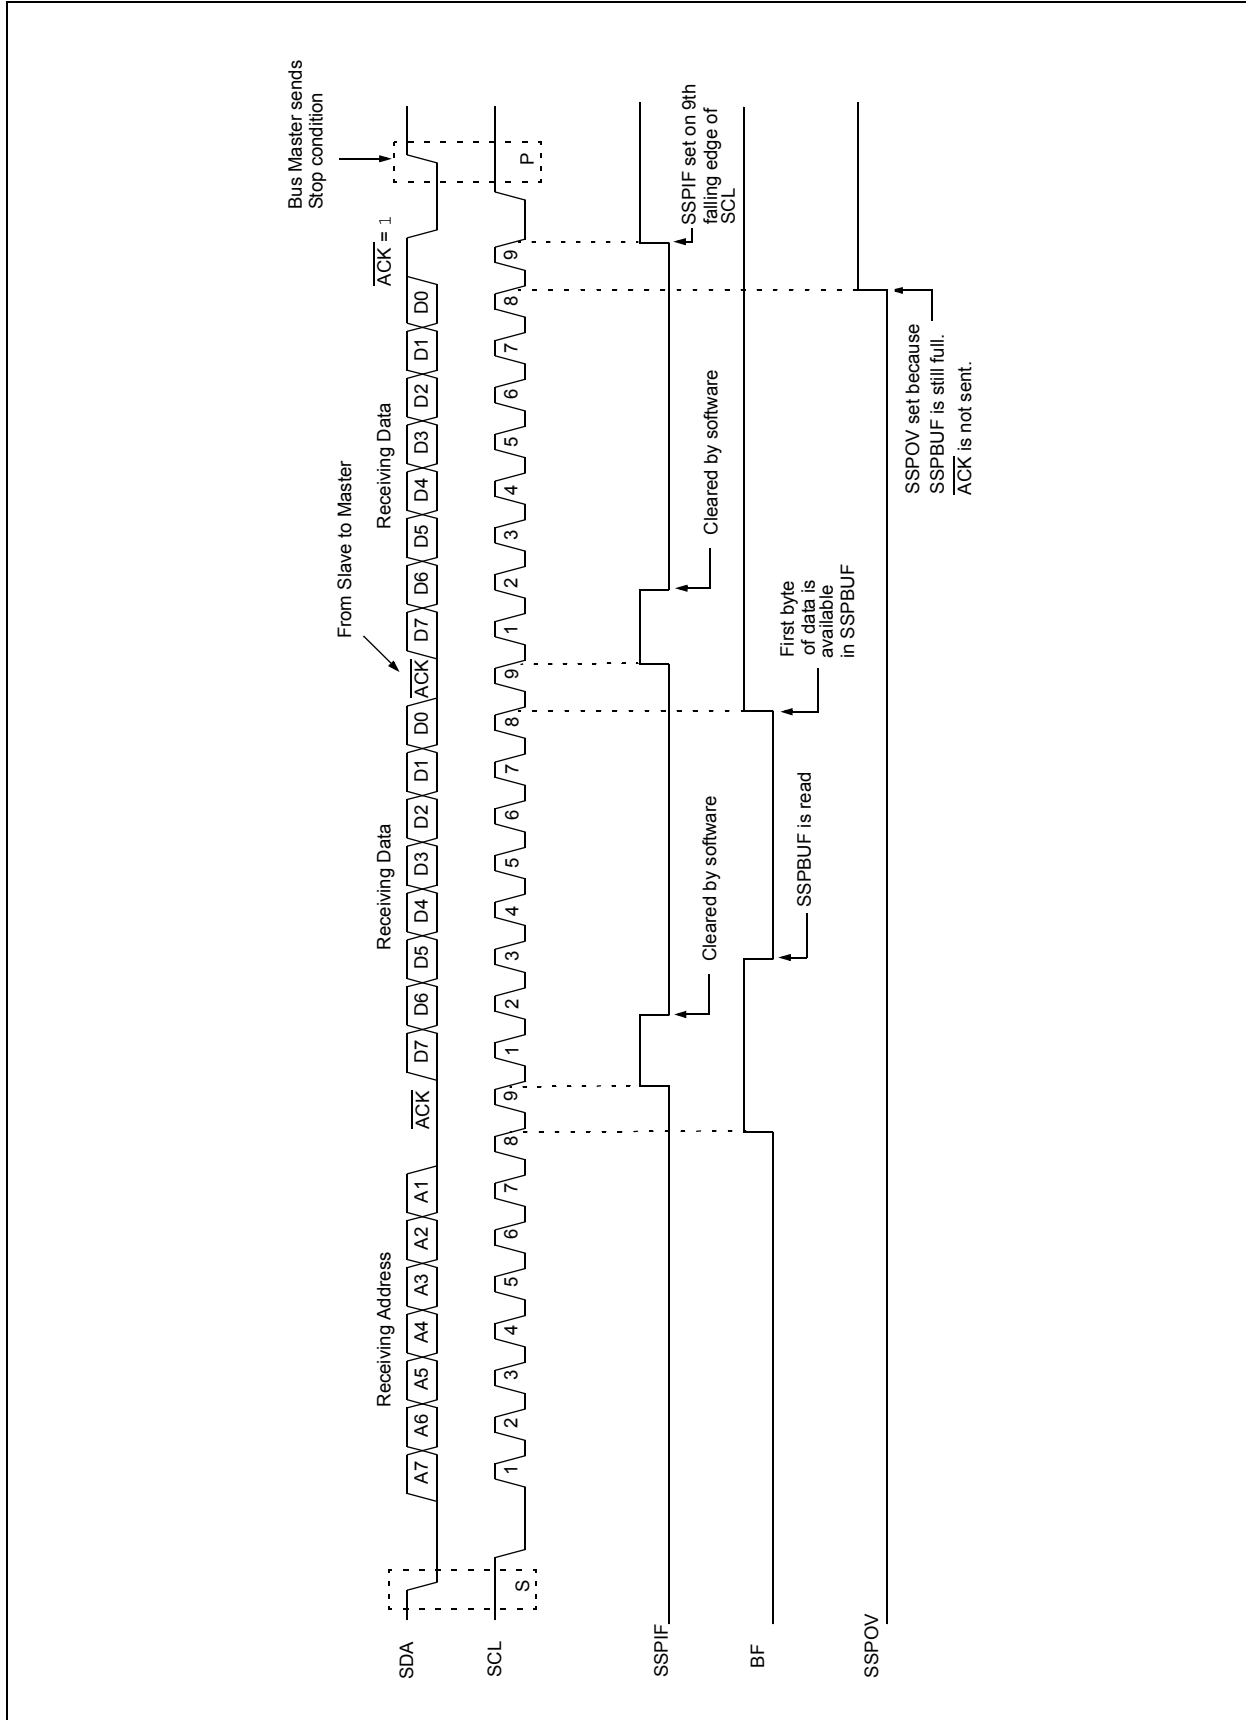 Bus Master sends
Stop condition
From Slave to Master
Receiving Address
Receiving Data
Receiving Data
ACK = 1
SDA
A7 A6 A5 A4 A3 A2 A1 ACK D7 D6 D5 D4 D3 D2 D1 D0 ACK D7 D6 D5 D4 D3 D2 D1 D0
SCL
S 1 2 3 4 5 6 7 8 9 1 2 3 4 5 6 7 8 9 1 2 3 4 5 6 7 8 9 P
SSPIF
Cleared by software
Cleared by software
SSPIF set on 9th
falling edge of
SCL
BF
SSPBUF is read
First byte
of data is
available
in SSPBUF
SSPOV
SSPOV set because
SSPBUF is still full.
ACK is not sent.